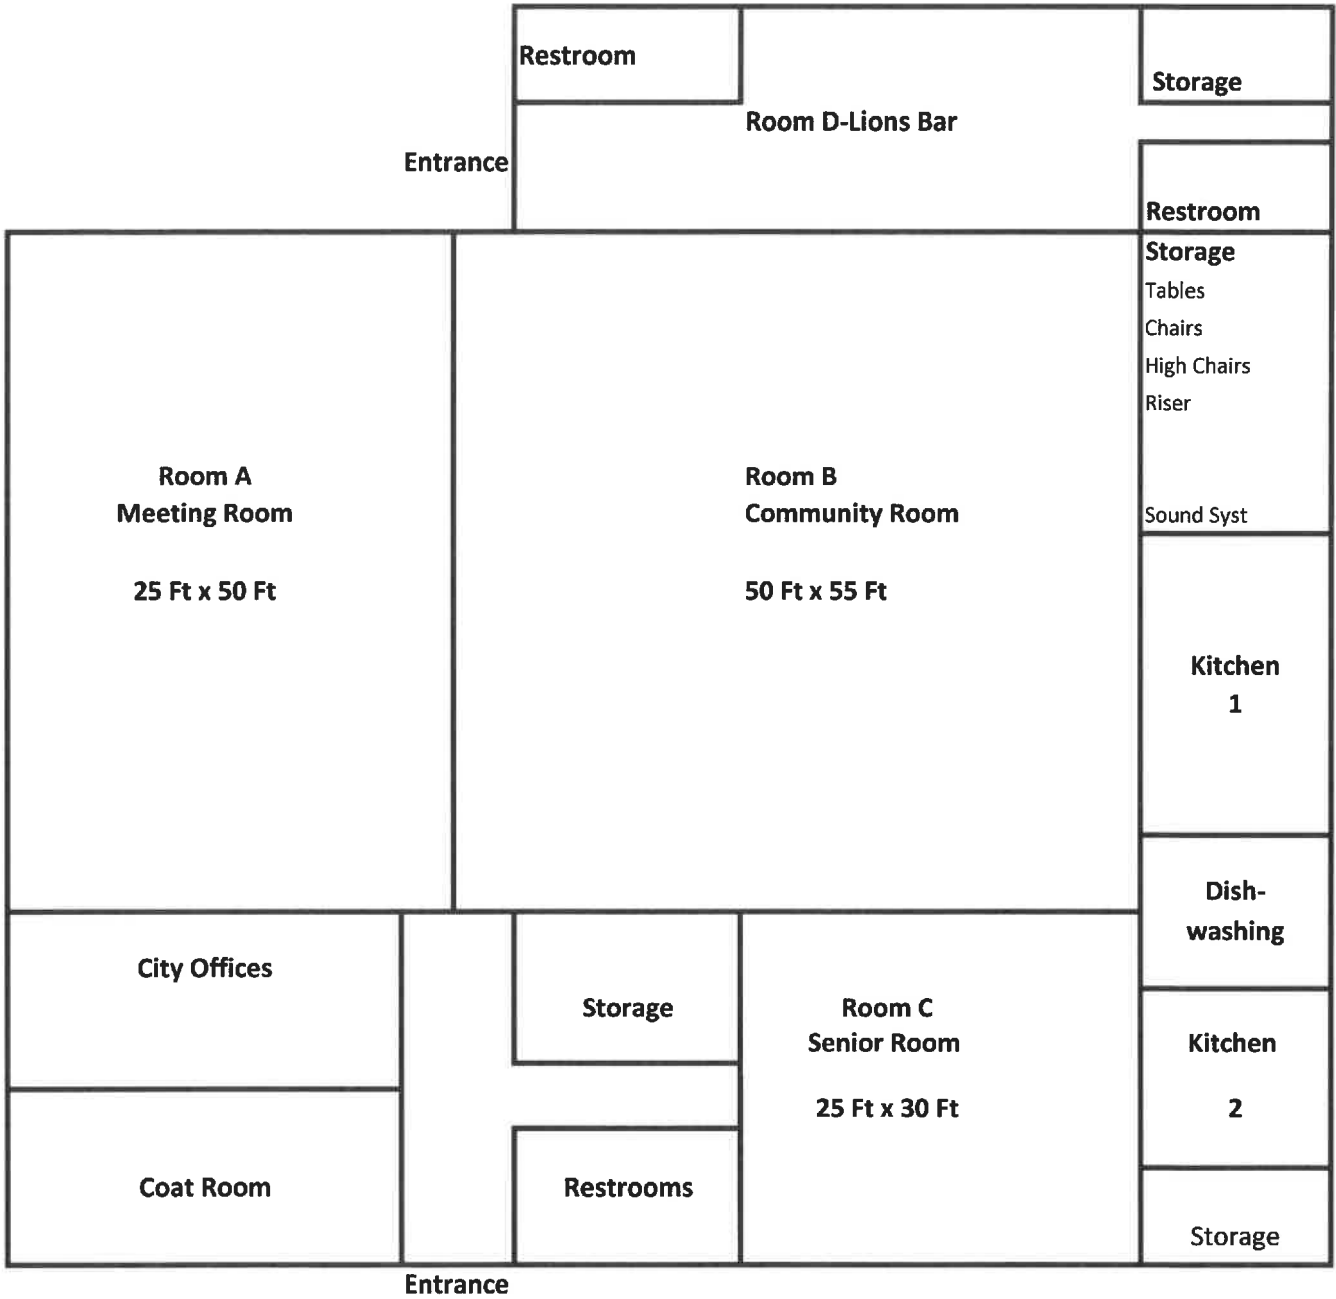 Restroom
Storage
Room D-Lions Bar
Entrance
Restroom
Storage
Tables
Chairs
High Chairs
Riser
Sound Syst
Room A
Meeting Room
25 Ft x 50 Ft
Room B
Community Room
50 Ft x 55 Ft
Kitchen
1
Dish-
washing
City Offices
Storage
Room C
Senior Room
25 Ft x 30 Ft
Kitchen
2
Coat Room
Restrooms
Storage
Entrance